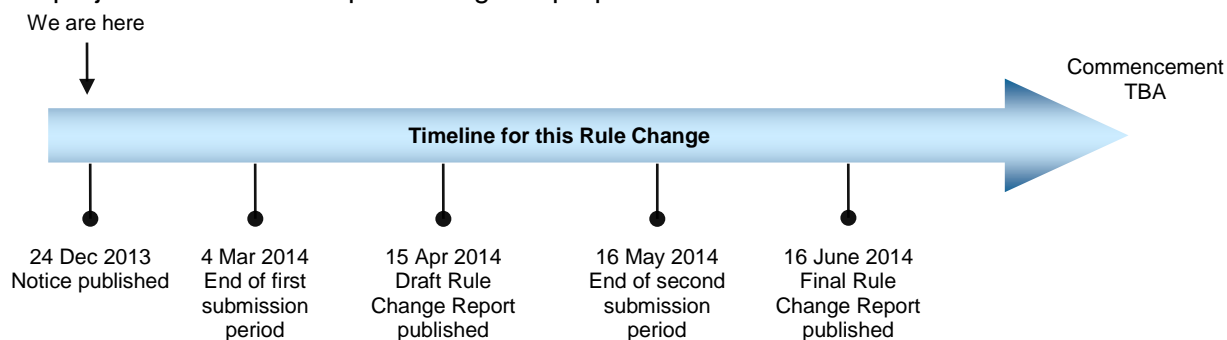 We are here
Commencement
TBA
Timeline for this Rule Change
24 Dec 2013
Notice published
4 Mar 2014
End of first
submission
period
15 Apr 2014
Draft Rule
Change Report
published
16 May 2014
End of second
submission
period
16 June 2014
Final Rule
Change Report
published